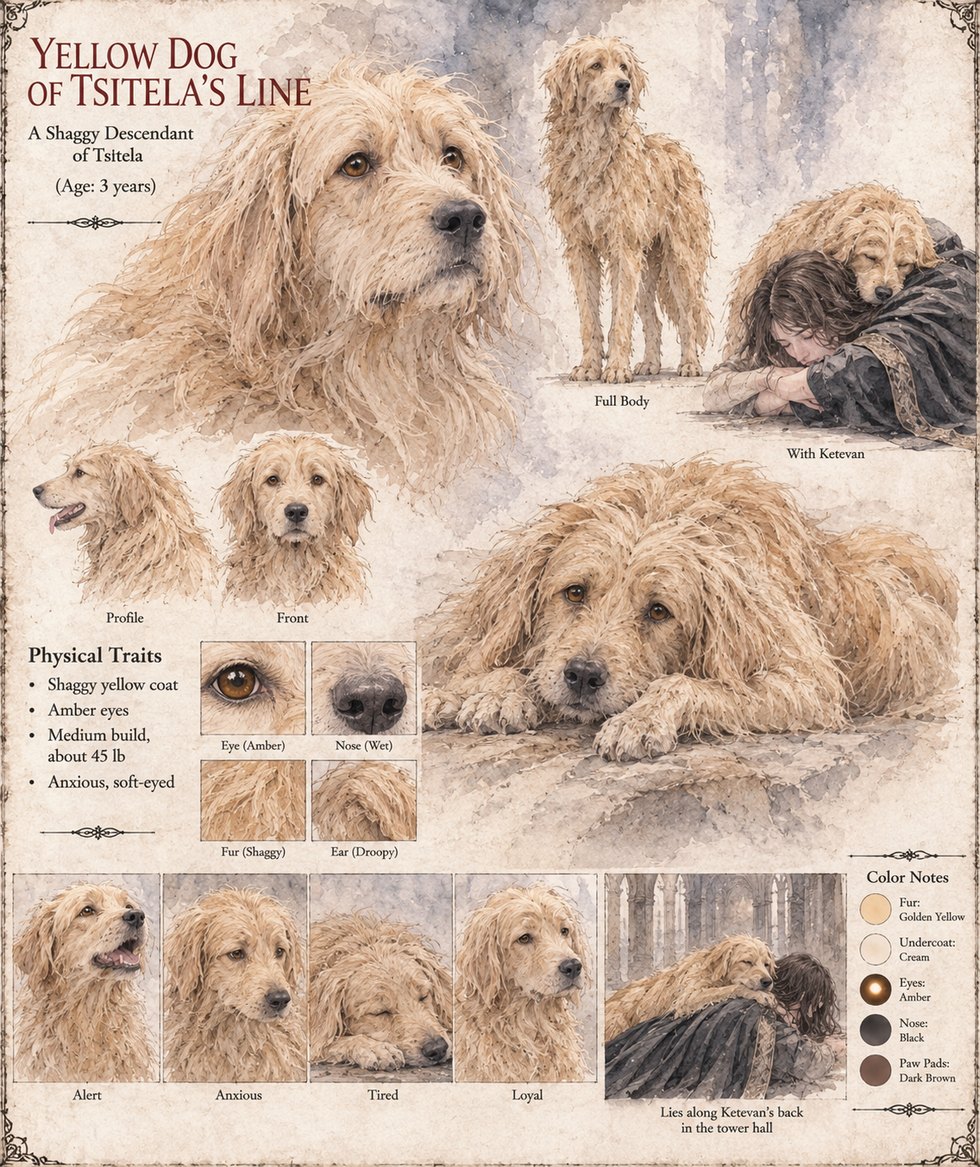 YELLOW DOG
OF TSITELA'S LINE
A Shaggy Descendant
of Tsitela
(Age: 3 years)
Full Body
With Ketevan
Profile
Front
Physical Traits
• Shaggy yellow coat
• Amber eyes
• Medium build,
about 45 lb
• Anxious, soft-eyed
Eye (Amber)
Nose (Wet)
Fur (Shaggy)
Ear (Droopy)
Alert
Anxious
Tired
Loyal
Lies along Ketevan's back
in the tower hall
Color Notes
Fur:
Golden Yellow
Undercoat:
Cream
Eyes:
Amber
Nose:
Black
Paw Pads:
Dark Brown